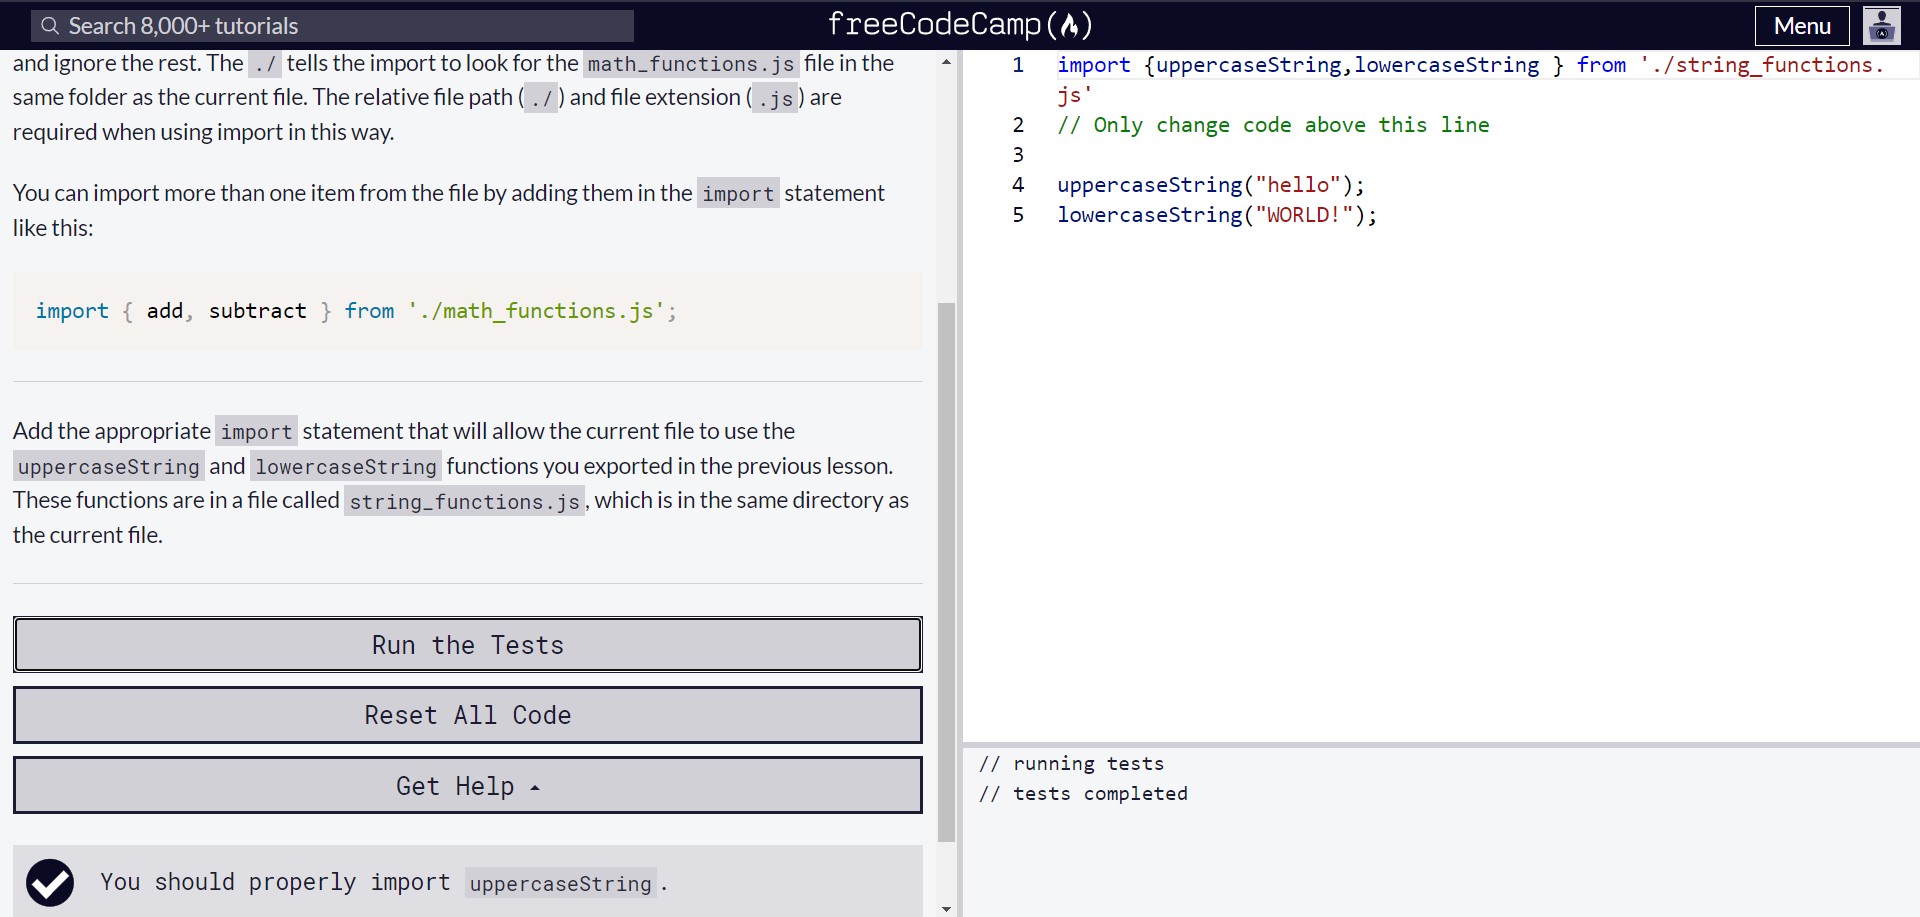 Search 8,000+ tutorials
freeCodeCamp(🔥)
Menu
and ignore the rest. The ./ tells the import to look for the math_functions.js file in the
same folder as the current file. The relative file path ( ./ ) and file extension ( .js ) are
required when using import in this way.
You can import more than one item from the file by adding them in the import statement
like this:
import { add, subtract } from './math_functions.js';
Add the appropriate import statement that will allow the current file to use the
uppercaseString and lowercaseString functions you exported in the previous lesson.
These functions are in a file called string_functions.js, which is in the same directory as
the current file.
Run the Tests
Reset All Code
Get Help
You should properly import uppercaseString.
1 import {uppercaseString,lowercaseString } from './string_functions.
js'
2 // Only change code above this line
3
4 uppercaseString("hello");
5 lowercaseString("WORLD!");
// running tests
// tests completed